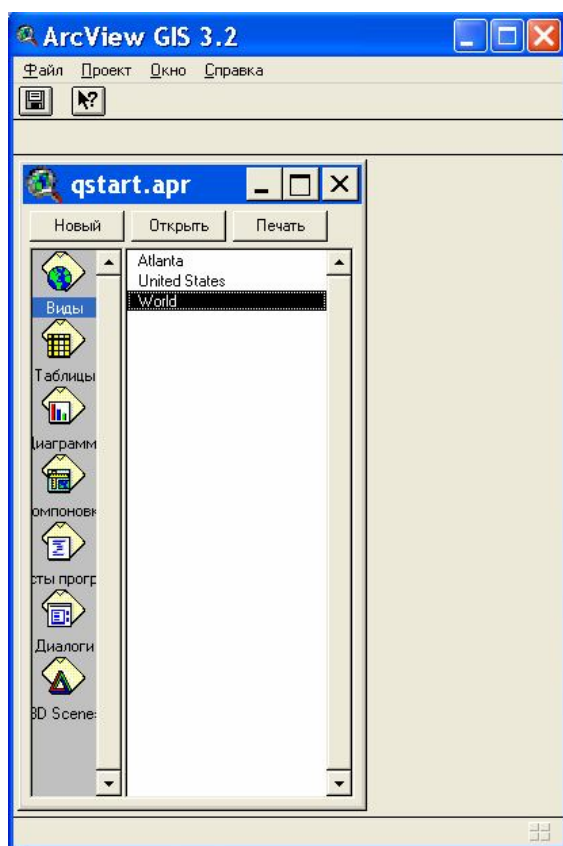 ArcView GIS 3.2
Файл Проект Окно Справка
qstart.apr
Новый Открыть Печать
Виды
Таблицы
Диаграмм
омпоновк
сты прогр
Диалоги
3D Scene
Atlanta
United States
World